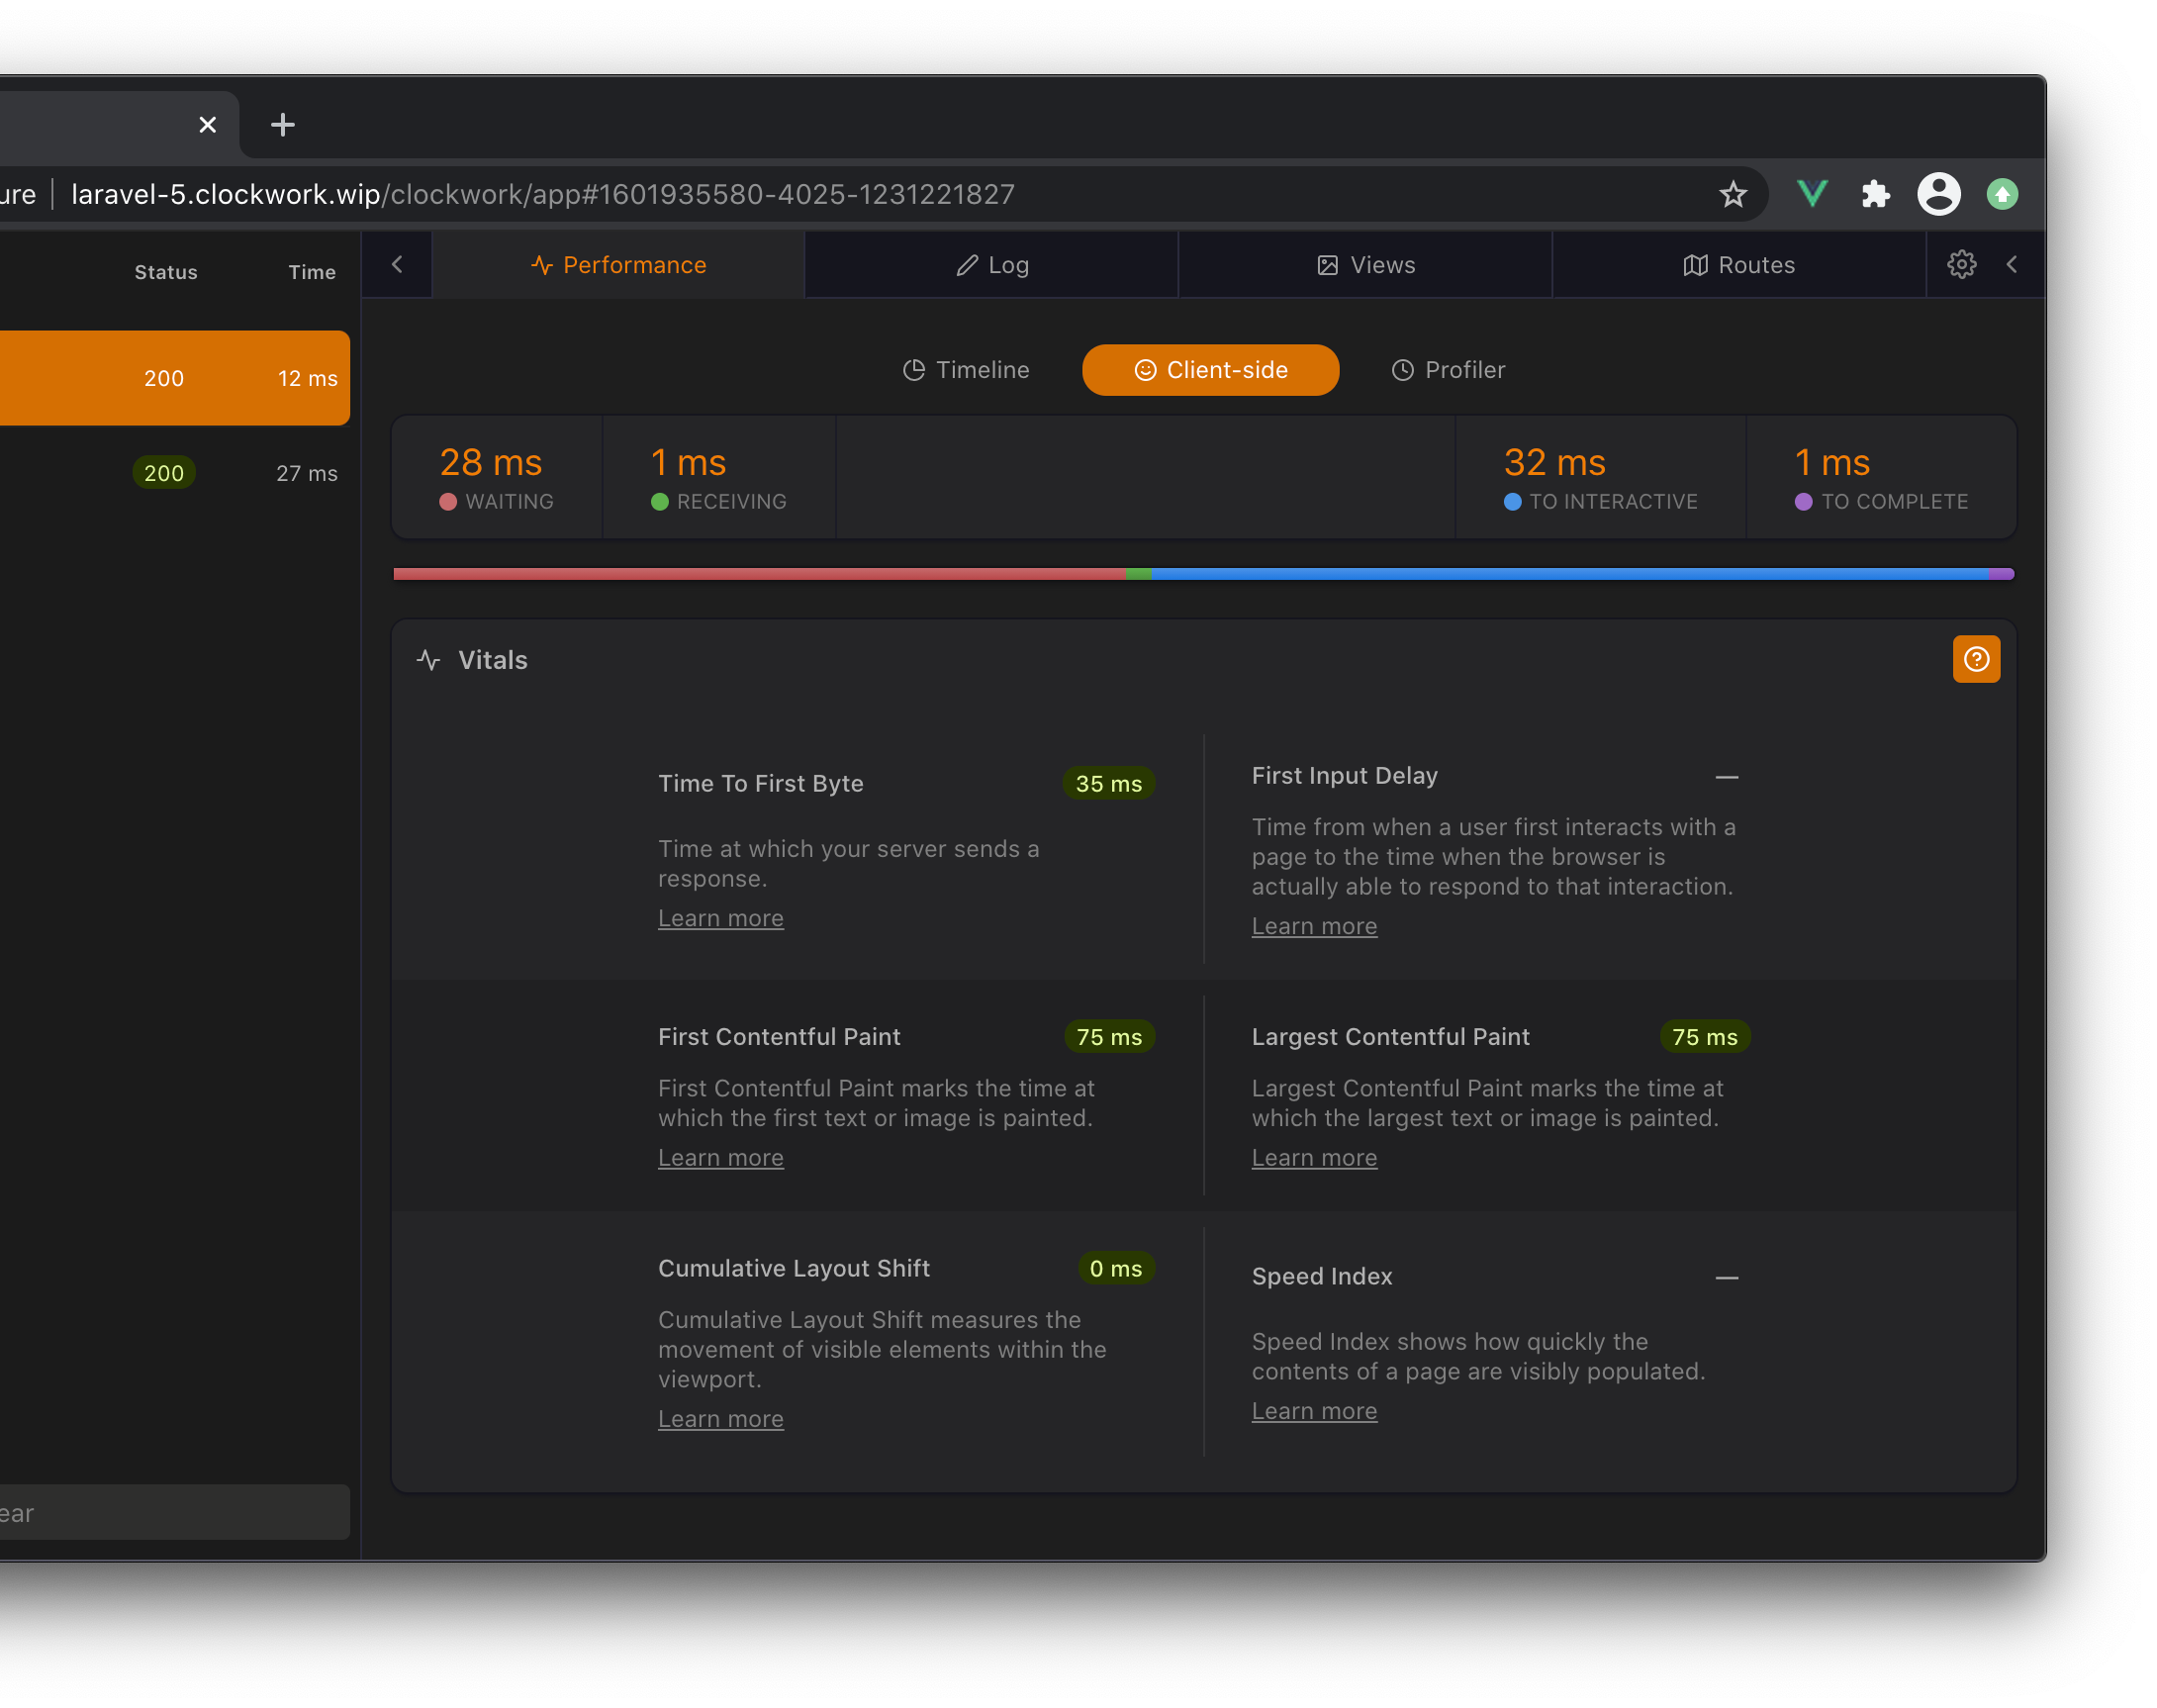 ure | laravel-5.clockwork.wip/clockwork/app#1601935580-4025-1231221827
Status Time
200 12 ms
200 27 ms
ear
Performance Log Views Routes
Timeline Client-side Profiler
28 ms
WAITING
1 ms
RECEIVING
32 ms
TO INTERACTIVE
1 ms
TO COMPLETE
Vitals
Time To First Byte 35 ms
Time at which your server sends a
response.
Learn more
First Input Delay —
Time from when a user first interacts with a
page to the time when the browser is
actually able to respond to that interaction.
Learn more
First Contentful Paint 75 ms
First Contentful Paint marks the time at
which the first text or image is painted.
Learn more
Largest Contentful Paint 75 ms
Largest Contentful Paint marks the time at
which the largest text or image is painted.
Learn more
Cumulative Layout Shift 0 ms
Cumulative Layout Shift measures the
movement of visible elements within the
viewport.
Learn more
Speed Index —
Speed Index shows how quickly the
contents of a page are visibly populated.
Learn more